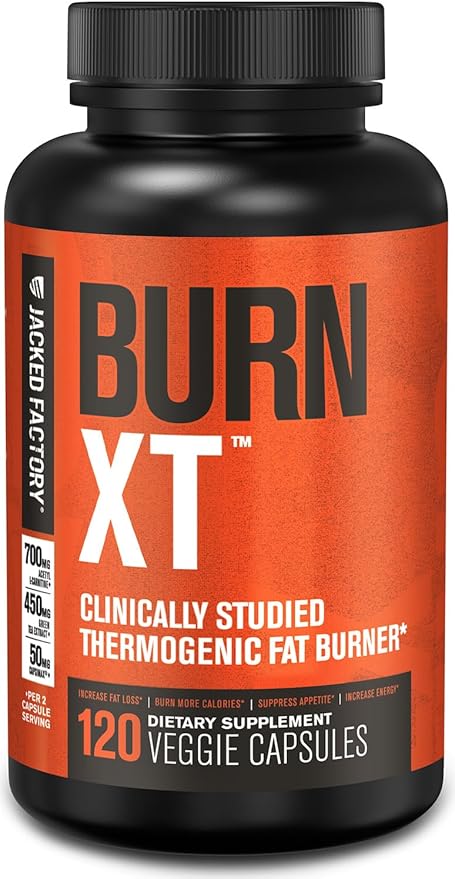 BURN
XT™
CLINICALLY STUDIED
THERMOGENIC FAT BURNER*
INCREASE FAT LOSS* | BURN MORE CALORIES* | SUPPRESS APPETITE* | INCREASE ENERGY*
120 DIETARY SUPPLEMENT
VEGGIE CAPSULES
JACKED FACTORY®
700MG
ACETYL
L-CARNITINE*
450MG
GREEN
TEA EXTRACT*
50MG
CAPSIMAX®*
*PER 2
CAPSULE
SERVING